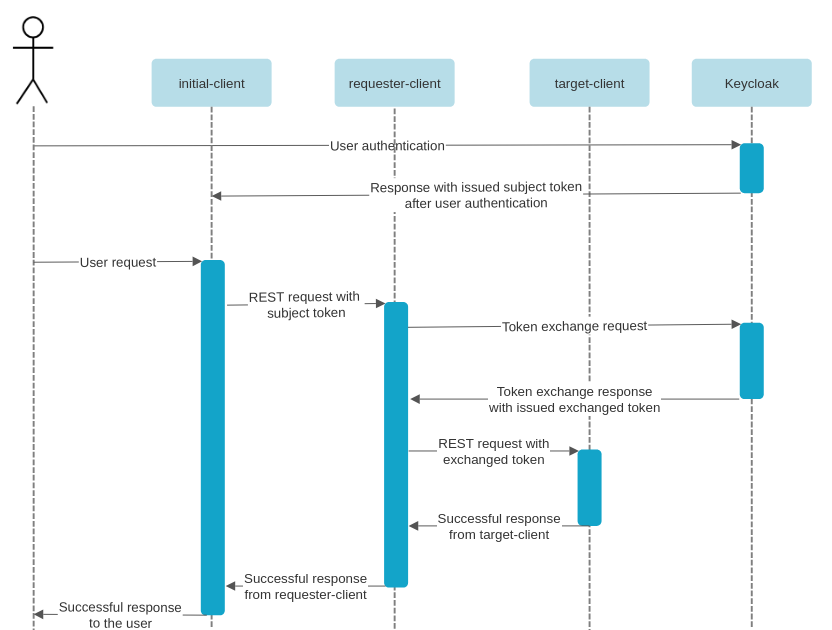 initial-client
requester-client
target-client
Keycloak
User authentication
Response with issued subject token
after user authentication
User request
REST request with
subject token
Token exchange request
Token exchange response
with issued exchanged token
REST request with
exchanged token
Successful response
from target-client
Successful response
from requester-client
Successful response
to the user